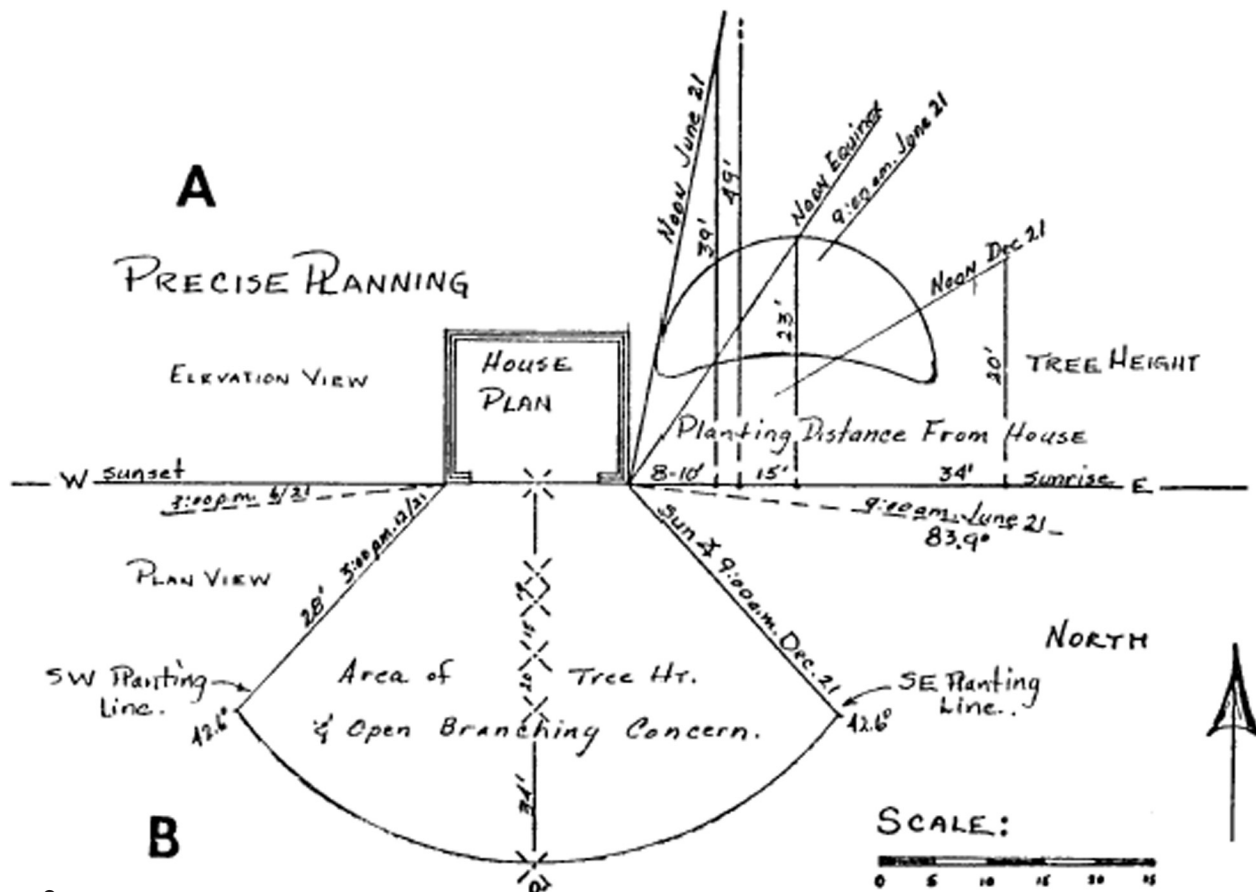 A
PRECISE PLANNING
ELEVATION VIEW
HOUSE
PLAN
Noon June 21
39'
49'
NOON EQUINOX
9:00 am. June 21
NOON Dec 21
23'
20'
TREE HEIGHT
Planting Distance From House
8-10'
15'
34'
W sunset
sunrise E
3:00 p.m. 6/21
9:00 am. June 21
83.9°
PLAN VIEW
28' 3:00 p.m. 12/21
Sun ∡ 9:00 a.m. Dec. 21
15
20
34'
NORTH
SW Planting
Line.
42.6°
Area of Tree HT.
& Open Branching Concern.
SE Planting
Line.
42.6°
B
SCALE:
0 5 10 15 20 25